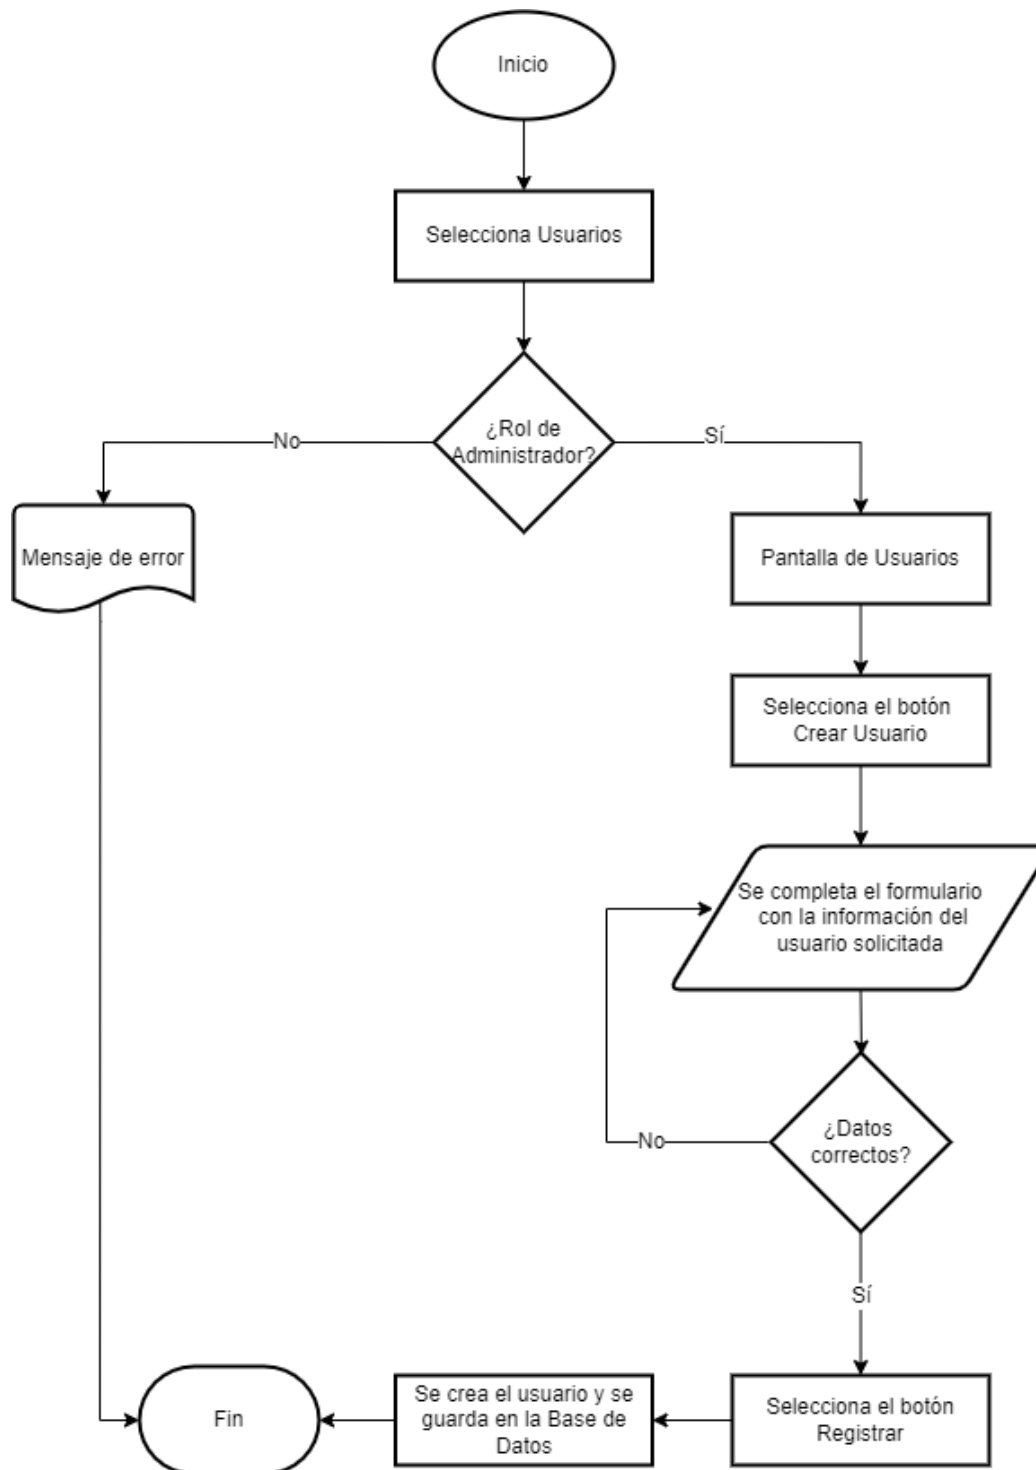 Inicio
Selecciona Usuarios
¿Rol de
Administrador?
No
Sí
Mensaje de error
Pantalla de Usuarios
Selecciona el botón
Crear Usuario
Se completa el formulario
con la información del
usuario solicitada
¿Datos
correctos?
No
Sí
Selecciona el botón
Registrar
Se crea el usuario y se
guarda en la Base de
Datos
Fin